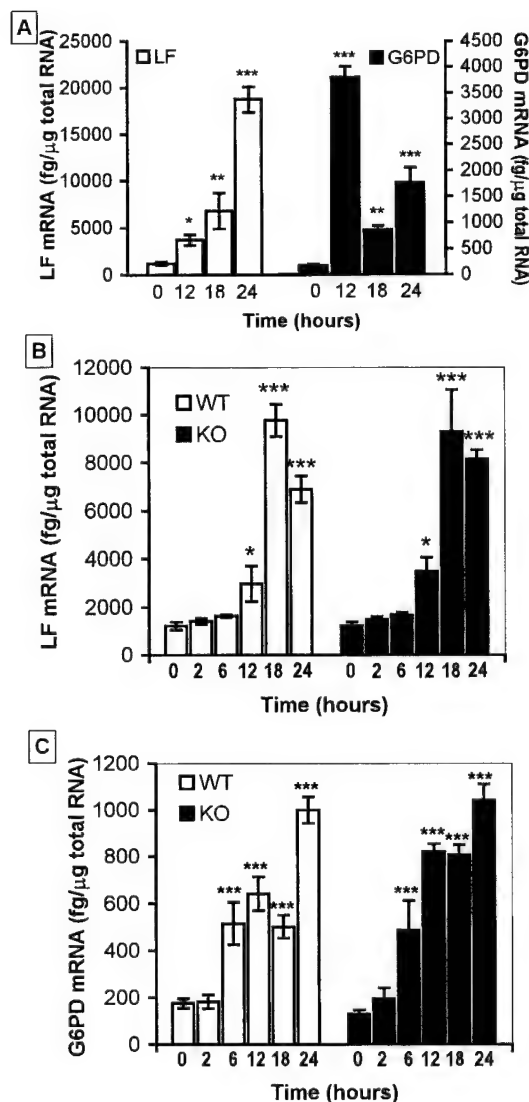 A
LF mRNA (fg/µg total RNA)
25000
20000
15000
10000
5000
0
LF
G6PD
*
**
***
***
**
***
4500
4000
3500
3000
2500
2000
1500
1000
500
0
G6PD mRNA (fg/µg total RNA)
0 12 18 24 0 12 18 24
Time (hours)
B
LF mRNA (fg/µg total RNA)
12000
10000
8000
6000
4000
2000
0
WT
KO
*
***
***
*
***
***
0 2 6 12 18 24 0 2 6 12 18 24
Time (hours)
C
G6PD mRNA (fg/µg total RNA)
1200
1000
800
600
400
200
0
WT
KO
***
***
***
***
***
***
***
***
0 2 6 12 18 24 0 2 6 12 18 24
Time (hours)